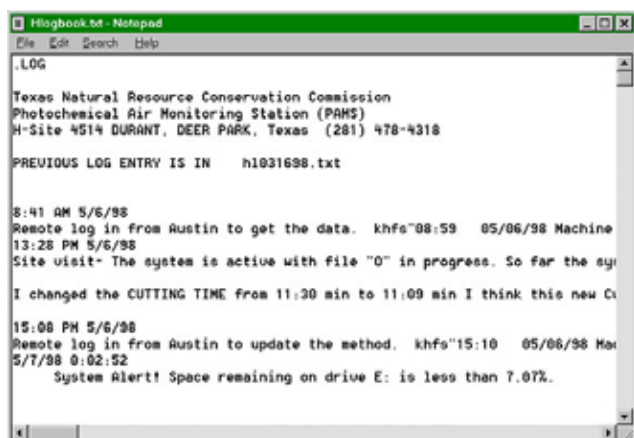 Hlogbook.txt - Notepad
File Edit Search Help
.LOG
Texas Natural Resource Conservation Commission
Photochemical Air Monitoring Station (PAMS)
H-Site 4514 DURANT, DEER PARK, Texas (281) 478-4318
PREVIOUS LOG ENTRY IS IN hl031698.txt
8:41 AM 5/6/98
Remote log in from Austin to get the data. khfs~08:59 05/06/98 Machine
13:28 PM 5/6/98
Site visit- The system is active with file "O" in progress. So far the sy
I changed the CUTTING TIME from 11:30 min to 11:09 min I think this new Cu
15:08 PM 5/6/98
Remote log in from Austin to update the method. khfs~15:10 05/06/98 Mac
5/7/98 0:02:52
System Alert! Space remaining on drive E: is less than 7.07%.